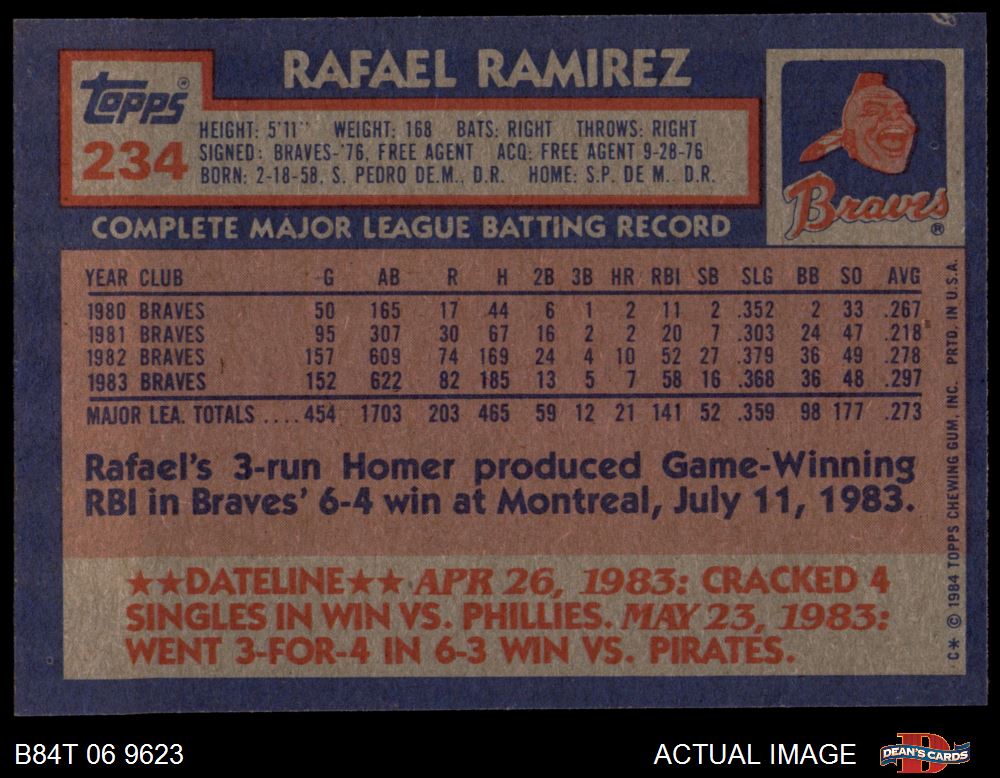 RAFAEL RAMIREZ
Topps®
234
HEIGHT: 5'11" WEIGHT: 168 BATS: RIGHT THROWS: RIGHT
SIGNED: BRAVES-'76, FREE AGENT ACQ: FREE AGENT 9-28-76
BORN: 2-18-58, S. PEDRO DE.M., D.R. HOME: S.P. DE M., D.R.
Braves®
COMPLETE MAJOR LEAGUE BATTING RECORD
YEAR CLUB G AB R H 2B 3B HR RBI SB SLG BB SO AVG
1980 BRAVES 50 165 17 44 6 1 2 11 2 .352 2 33 .267
1981 BRAVES 95 307 30 67 16 2 2 20 7 .303 24 47 .218
1982 BRAVES 157 609 74 169 24 4 10 52 27 .379 36 49 .278
1983 BRAVES 152 622 82 185 13 5 7 58 16 .368 36 48 .297
MAJOR LEA. TOTALS ....454 1703 203 465 59 12 21 141 52 .359 98 177 .273
Rafael's 3-run Homer produced Game-Winning
RBI in Braves' 6-4 win at Montreal, July 11, 1983.
★★DATELINE★★ APR 26, 1983: CRACKED 4
SINGLES IN WIN VS. PHILLIES. MAY 23, 1983:
WENT 3-FOR-4 IN 6-3 WIN VS. PIRATES.
C* © 1984 TOPPS CHEWING GUM, INC. PRTD. IN U.S.A.
B84T 06 9623
ACTUAL IMAGE
D
DEAN'S CARDS